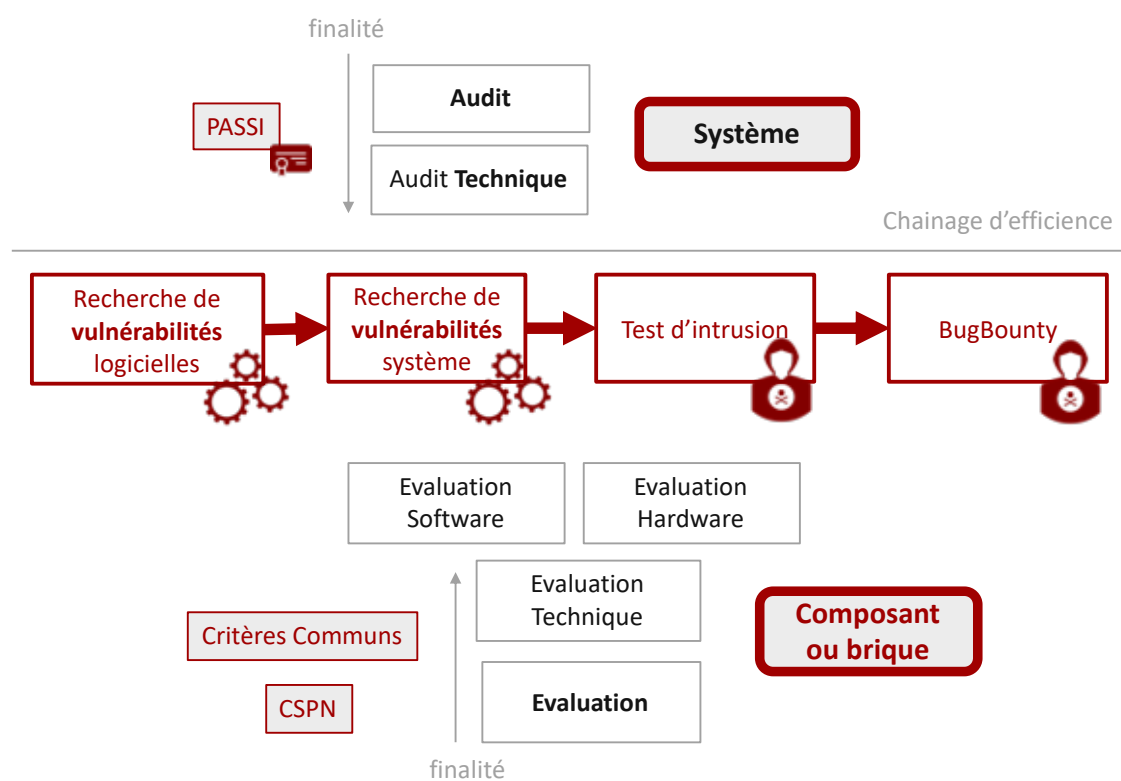 finalité
Audit
PASSI
Système
Audit Technique
Chainage d’efficience
Recherche de
vulnérabilités
logicielles
Recherche de
vulnérabilités
système
Test d’intrusion
BugBounty
Evaluation
Software
Evaluation
Hardware
Evaluation
Technique
Critères Communs
Composant
ou brique
CSPN
Evaluation
finalité